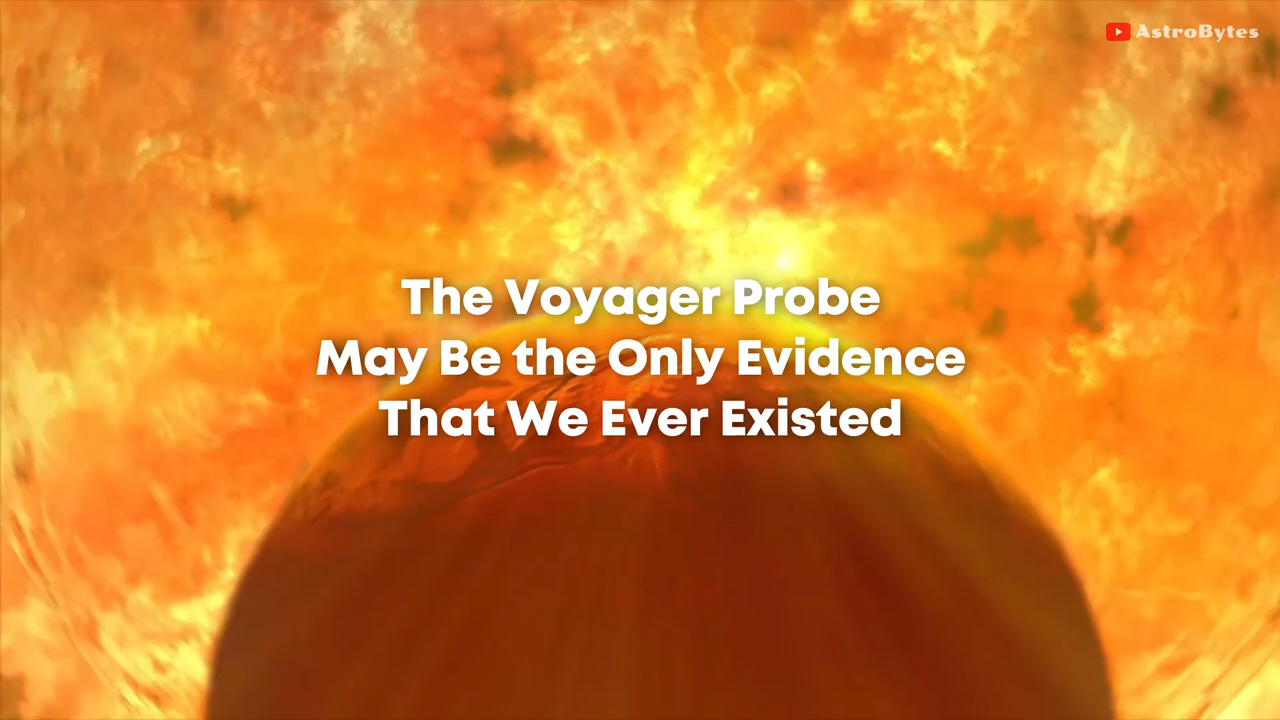 AstroBytes
The Voyager Probe
May Be the Only Evidence
That We Ever Existed